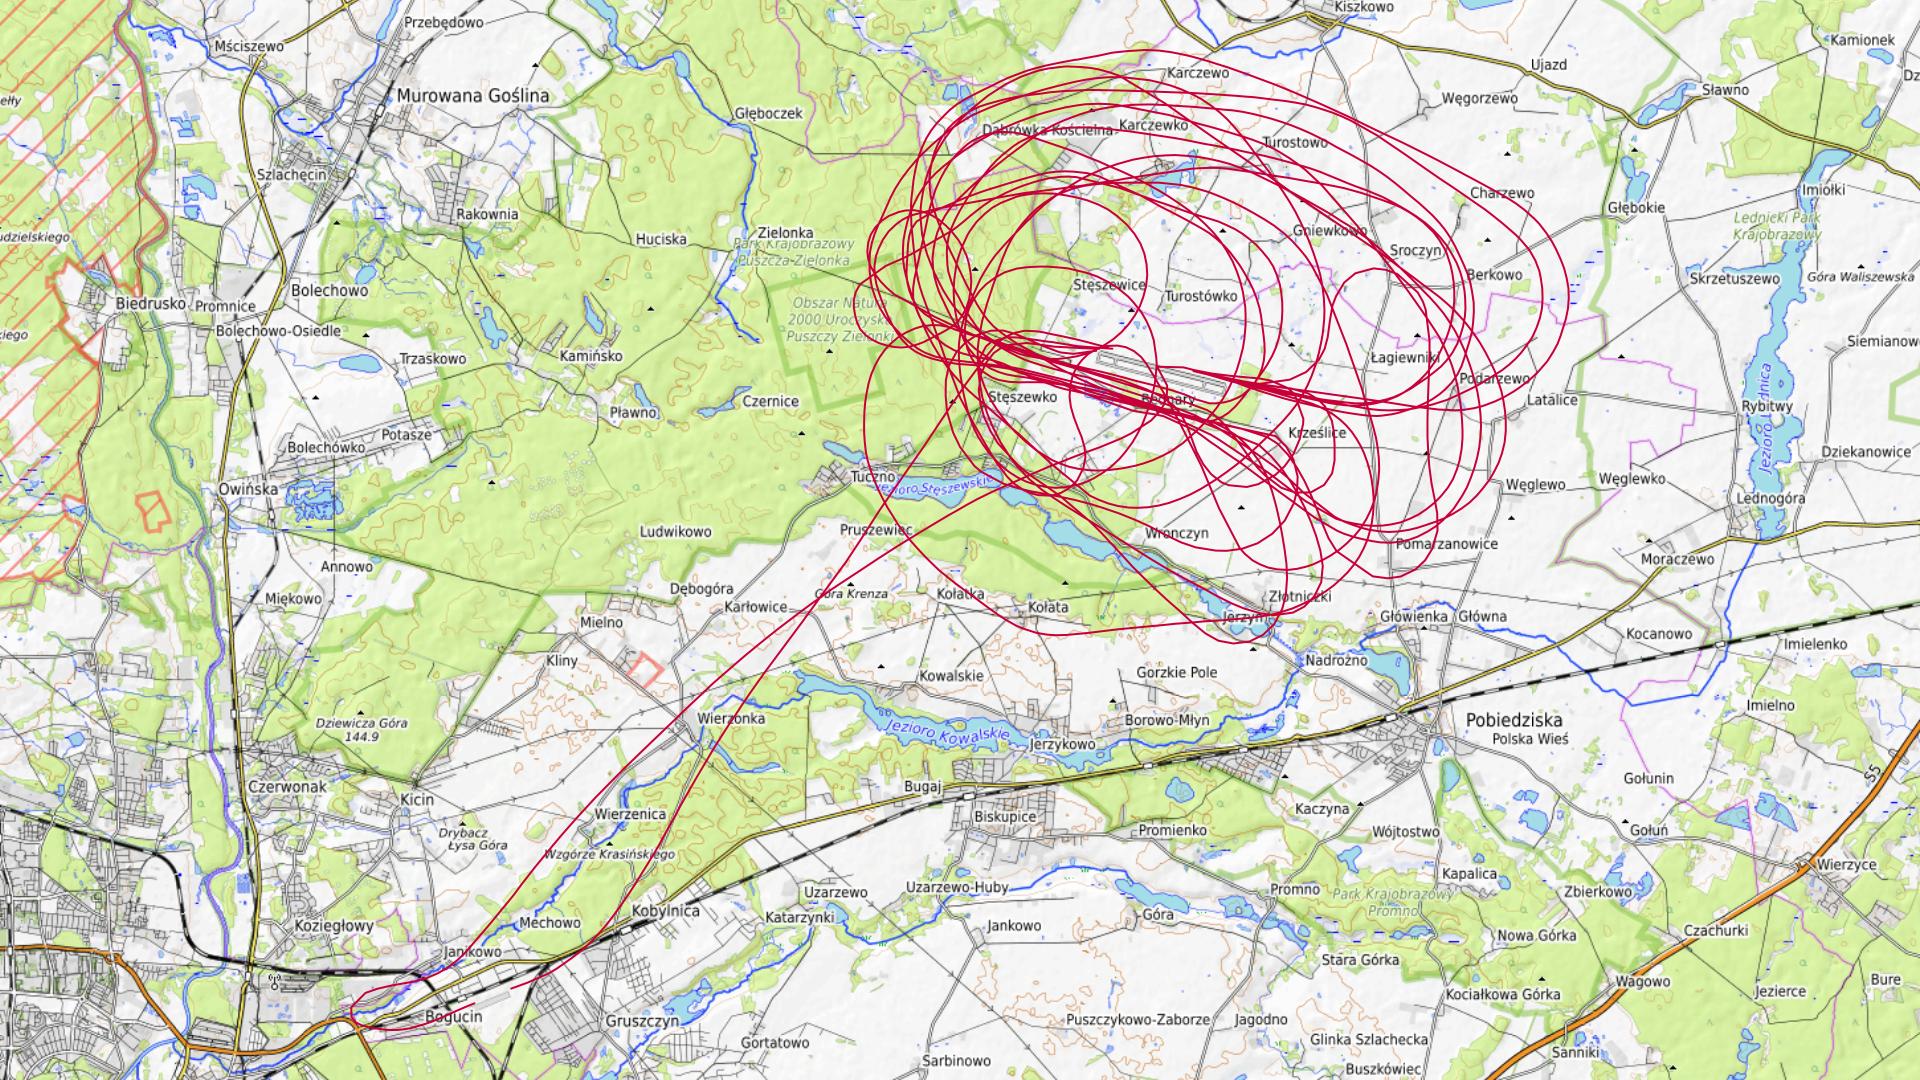 Kiszkowo
Przebędowo
Mściszewo
Kamionek
Ujazd
Karczewo
Sławno
Murowana Goślina
Węgorzewo
Głęboczek
Dąbrówka Kościelna
Karczewko
Turostowo
Szlachęcin
Imiołki
Charzewo
Głębokie
Rakownia
Lednicki Park
Krajobrazowy
Zielonka
Gniewkowo
Huciska
Park Krajobrazowy
Puszcza Zielonka
Sroczyn
Berkowo
Skrzetuszewo
Góra Waliszewska
Stęszewice
Turostówko
Bolechowo
Biedrusko
Promnice
Obszar Natura
2000 Uroczyska
Puszczy Zielonki
Bolechowo-Osiedle
Trzaskowo
Kamińsko
Łagiewniki
Podarzewo
Stęszewko
Bednary
Latalice
Czernice
Pławno
Rybitwy
Jezioro Lednica
Potasze
Bolechówko
Krześlice
Dziekanowice
Tuczno
Jezioro Stęszewskie
Węglewo
Węglewko
Owińska
Lednogóra
Ludwikowo
Pruszewiec
Wronczyn
Pomarzanowice
Moraczewo
Annowo
Dębogóra
Góra Krenza
Kołatka
Miękowo
Karłowice
Kołata
Złotniczki
Jerzyn
Główienka
Główna
Mielno
Kocanowo
Imielenko
Kliny
Nadrożno
Kowalskie
Gorzkie Pole
Imielno
Dziewicza Góra
144.9
Wierzonka
Jezioro Kowalskie
Borowo-Młyn
Pobiedziska
Polska Wieś
Jerzykowo
Czerwonak
Bugaj
Gołunin
S5
Kicin
Kaczyna
Wierzenica
Biskupice
Promienko
Wójtostwo
Gołuń
Drybacz
Łysa Góra
Wzgórze Krasińskiego
Wierzyce
Kapalica
Uzarzewo
Uzarzewo-Huby
Promno
Park Krajobrazowy
Promno
Zbierkowo
Kobylnica
Katarzynki
Góra
Koziegłowy
Mechowo
Jankowo
Czachurki
Nowa Górka
Janikowo
Stara Górka
Wagowo
Bure
Kociałkowa Górka
Jezierce
Bogucin
Gruszczyn
Puszczykowo-Zaborze
Jagodno
Gortatowo
Glinka Szlachecka
Sanniki
Sarbinowo
Buszkówiec